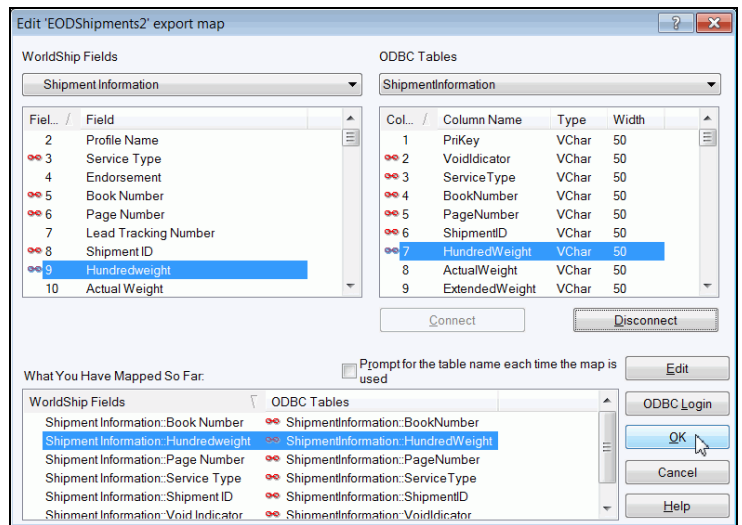 Edit 'EODShipments2' export map
WorldShip Fields
ODBC Tables
Shipment Information
ShipmentInformation
Fiel... / Field
Col... / Column Name Type Width
2 Profile Name
1 PriKey VChar 50
3 Service Type
2 VoidIdicator VChar 50
4 Endorsement
3 ServiceType VChar 50
5 Book Number
4 BookNumber VChar 50
6 Page Number
5 PageNumber VChar 50
7 Lead Tracking Number
6 ShipmentID VChar 50
8 Shipment ID
7 HundredWeight VChar 50
9 Hundredweight
8 ActualWeight VChar 50
10 Actual Weight
9 ExtendedWeight VChar 50
Connect
Disconnect
What You Have Mapped So Far:
Prompt for the table name each time the map is
used
Edit
WorldShip Fields
ODBC Tables
ODBC Login
Shipment Information::Book Number ShipmentInformation::BookNumber
Shipment Information::Hundredweight ShipmentInformation::HundredWeight
OK
Shipment Information::Page Number ShipmentInformation::PageNumber
Shipment Information::Service Type ShipmentInformation::ServiceType
Cancel
Shipment Information::Shipment ID ShipmentInformation::ShipmentID
Shipment Information::Void Indicator ShipmentInformation::VoidIdicator
Help